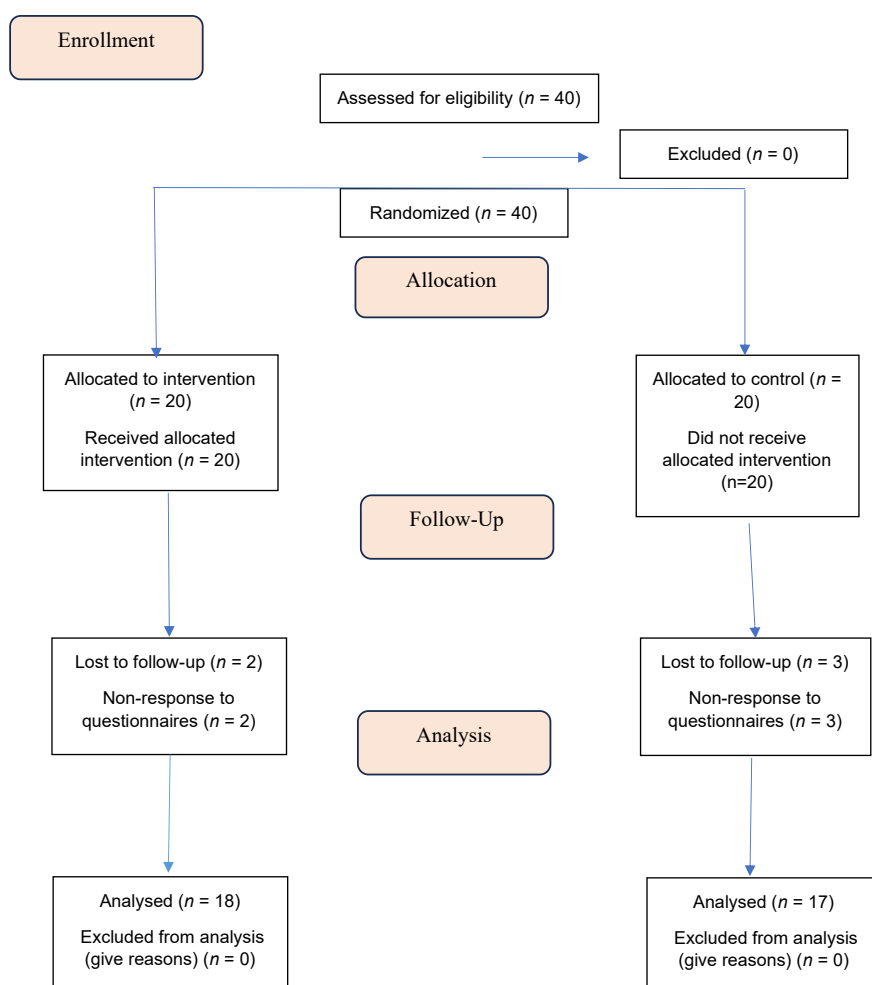 Enrollment
Assessed for eligibility (n = 40)
Excluded (n = 0)
Randomized (n = 40)
Allocation
Allocated to intervention
(n = 20)
Received allocated
intervention (n = 20)
Allocated to control (n =
20)
Did not receive
allocated intervention
(n=20)
Follow-Up
Lost to follow-up (n = 2)
Non-response to
questionnaires (n = 2)
Lost to follow-up (n = 3)
Non-response to
questionnaires (n = 3)
Analysis
Analysed (n = 18)
Excluded from analysis
(give reasons) (n = 0)
Analysed (n = 17)
Excluded from analysis
(give reasons) (n = 0)